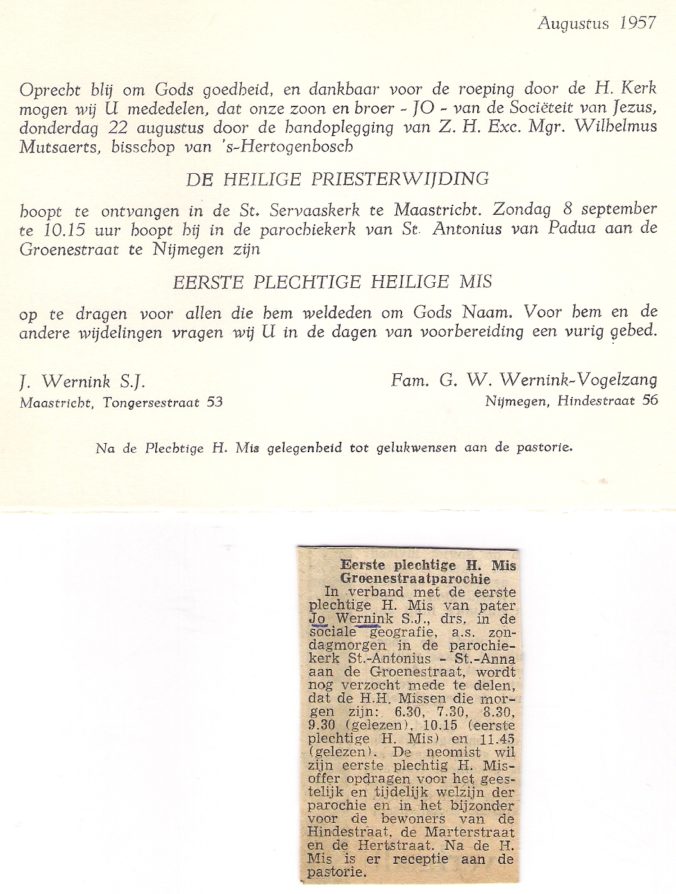 Augustus 1957
Oprecht blij om Gods goedheid, en dankbaar voor de roeping door de H. Kerk
mogen wij U mededelen, dat onze zoon en broer - JO - van de Sociëteit van Jezus,
donderdag 22 augustus door de handoplegging van Z. H. Exc. Mgr. Wilhelmus
Mutsaerts, bisschop van 's-Hertogenbosch
DE HEILIGE PRIESTERWIJDING
hoopt te ontvangen in de St. Servaaskerk te Maastricht. Zondag 8 september
te 10.15 uur hoopt hij in de parochiekerk van St. Antonius van Padua aan de
Groenestraat te Nijmegen zijn
EERSTE PLECHTIGE HEILIGE MIS
op te dragen voor allen die hem weldeden om Gods Naam. Voor hem en de
andere wijdelingen vragen wij U in de dagen van voorbereiding een vurig gebed.
J. Wernink S.J.
Maastricht, Tongersestraat 53
Fam. G. W. Wernink-Vogelzang
Nijmegen, Hindestraat 56
Na de Plechtige H. Mis gelegenheid tot gelukwensen aan de pastorie.
Eerste plechtige H. Mis
Groenestraatparochie
In verband met de eerste
plechtige H. Mis van pater
Jo Wernink S.J., drs. in de
sociale geografie, a.s. zon-
dagmorgen in de parochie-
kerk St.-Antonius - St.-Anna
aan de Groenestraat, wordt
nog verzocht mede te delen,
dat de H.H. Missen die mor-
gen zijn: 6.30, 7.30, 8.30,
9.30 (gelezen), 10.15 (eerste
plechtige H. Mis) en 11.45
(gelezen). De neomist wil
zijn eerste plechtig H. Mis-
offer opdragen voor het gees-
telijk en tijdelijk welzijn der
parochie en in het bijzonder
voor de bewoners van de
Hindestraat, de Marterstraat
en de Hertstraat. Na de H.
Mis is er receptie aan de
pastorie.